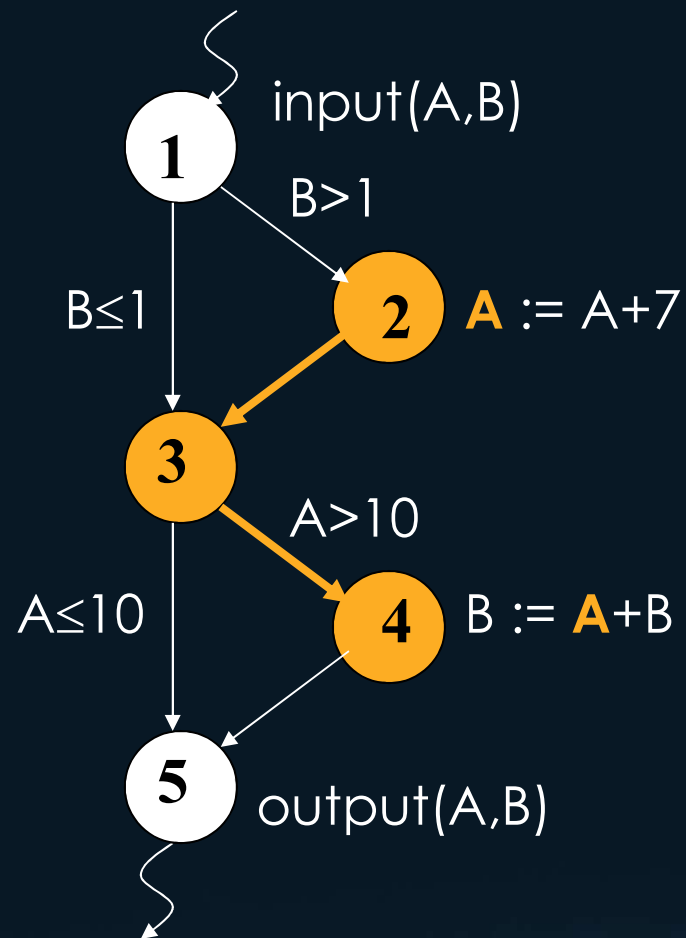 input(A,B)
1
B>1
B≤1
2
A := A+7
3
A>10
A≤10
4
B := A+B
5
output(A,B)